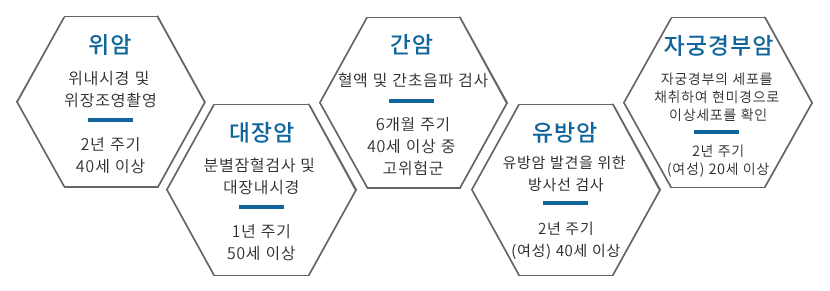 위암
위내시경 및
위장조영촬영
2년 주기
40세 이상
대장암
분별잠혈검사 및
대장내시경
1년 주기
50세 이상
간암
혈액 및 간초음파 검사
6개월 주기
40세 이상 중
고위험군
유방암
유방암 발견을 위한
방사선 검사
2년 주기
(여성) 40세 이상
자궁경부암
자궁경부의 세포를
채취하여 현미경으로
이상세포를 확인
2년 주기
(여성) 20세 이상